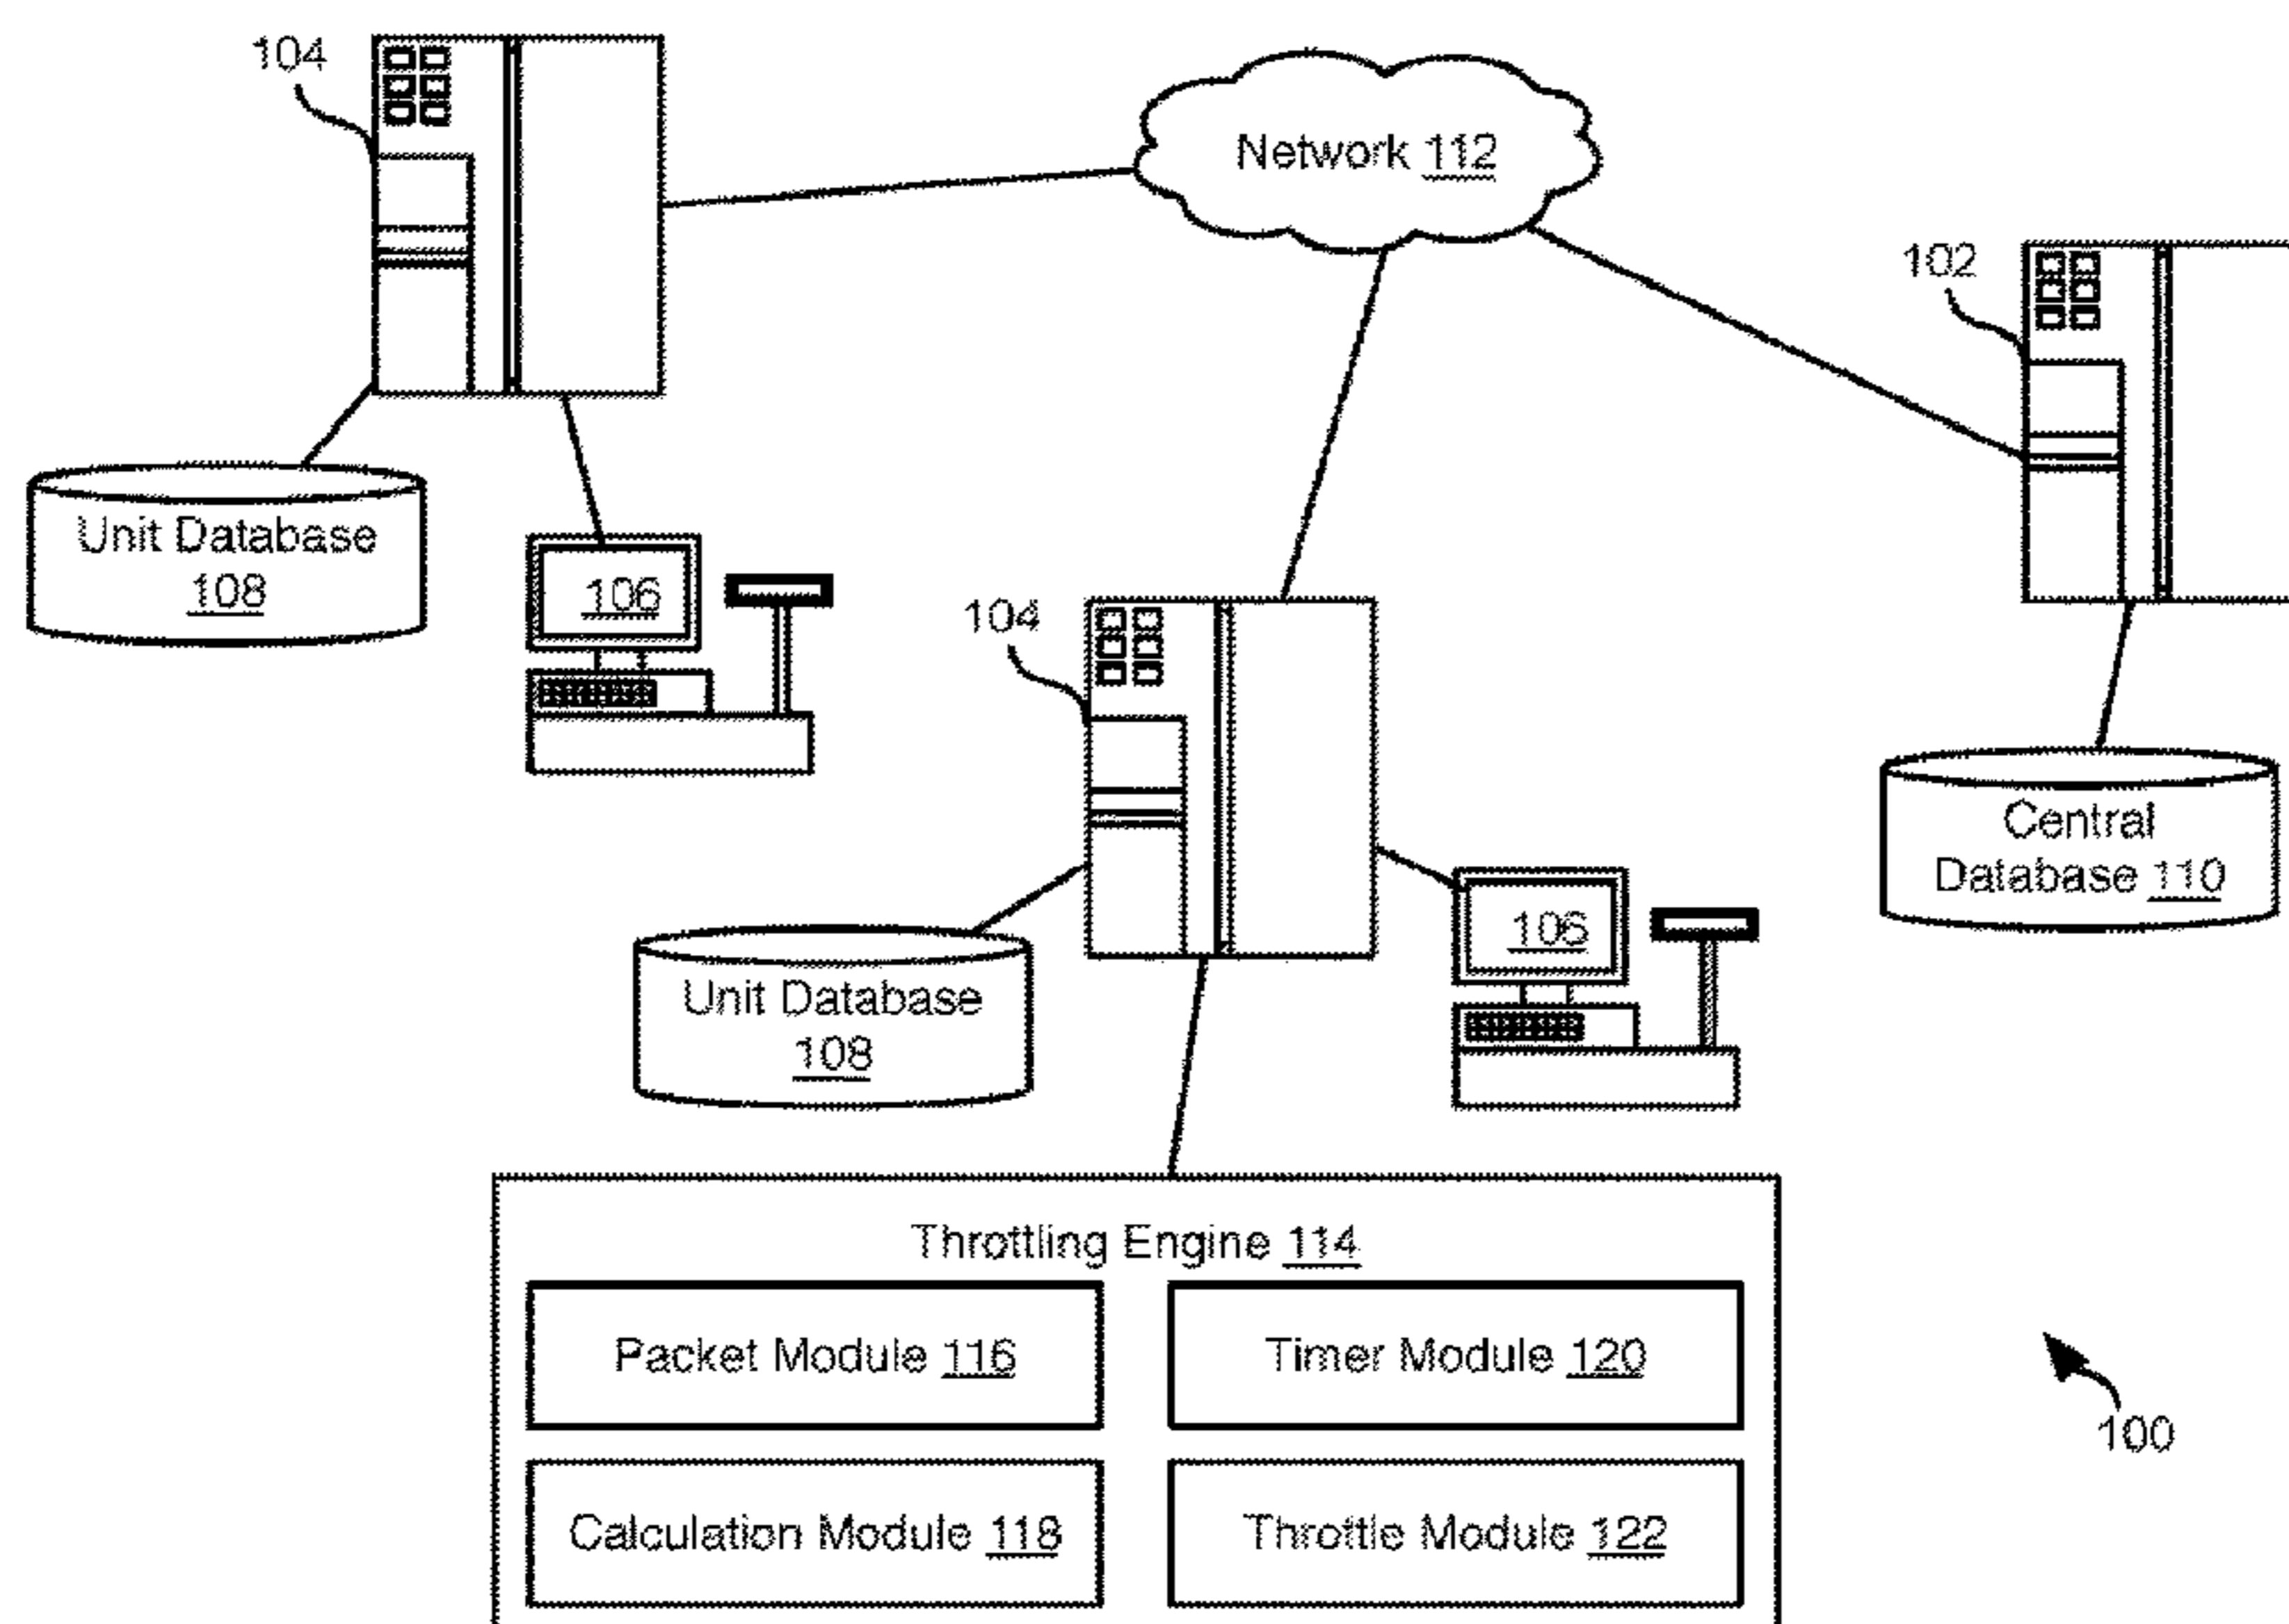 104
Network 112
102
Unit Database
108
106
104
Central
Database 110
106
Unit Database
108
Throttling Engine 114
Packet Module 116
Timer Module 120
100
Calculation Module 118
Throttle Module 122